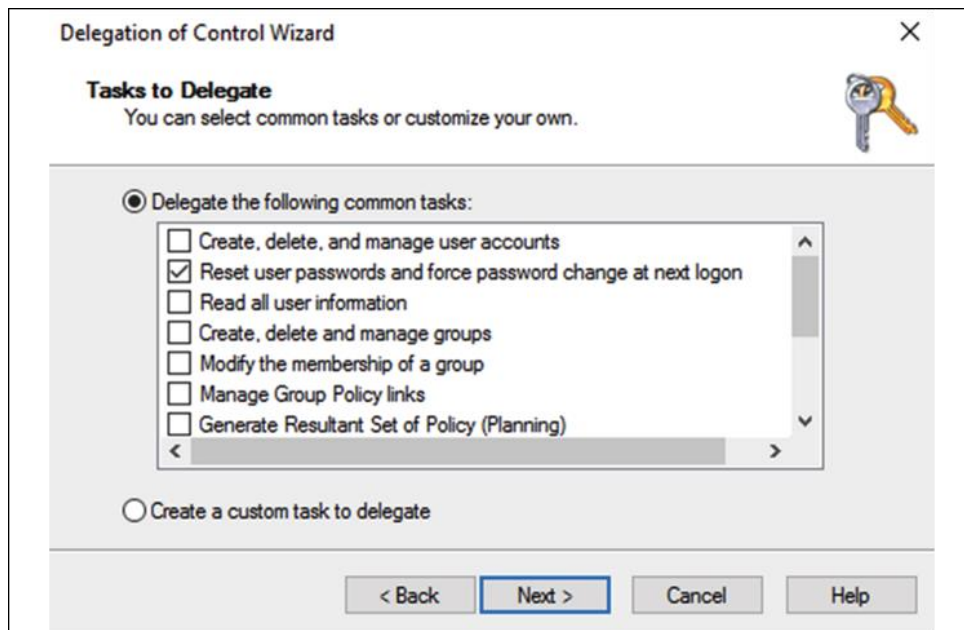 Delegation of Control Wizard
Tasks to Delegate
You can select common tasks or customize your own.
Delegate the following common tasks:
Create, delete, and manage user accounts
Reset user passwords and force password change at next logon
Read all user information
Create, delete and manage groups
Modify the membership of a group
Manage Group Policy links
Generate Resultant Set of Policy (Planning)
Create a custom task to delegate
< Back Next > Cancel Help